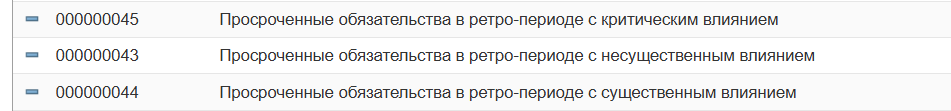 000000045 Просроченные обязательства в ретро-периоде с критическим влиянием
000000043 Просроченные обязательства в ретро-периоде с несущественным влиянием
000000044 Просроченные обязательства в ретро-периоде с существенным влиянием